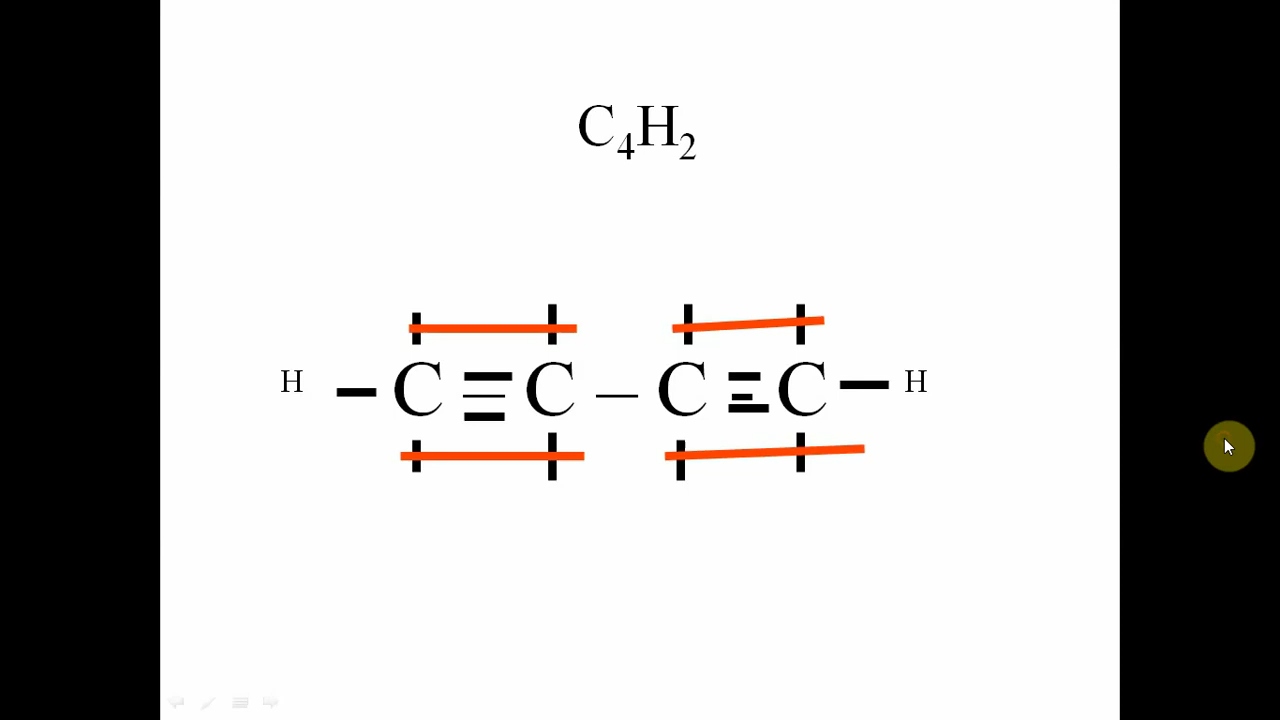 C₄H₂
H – C ≡ C – C ≡ C – H